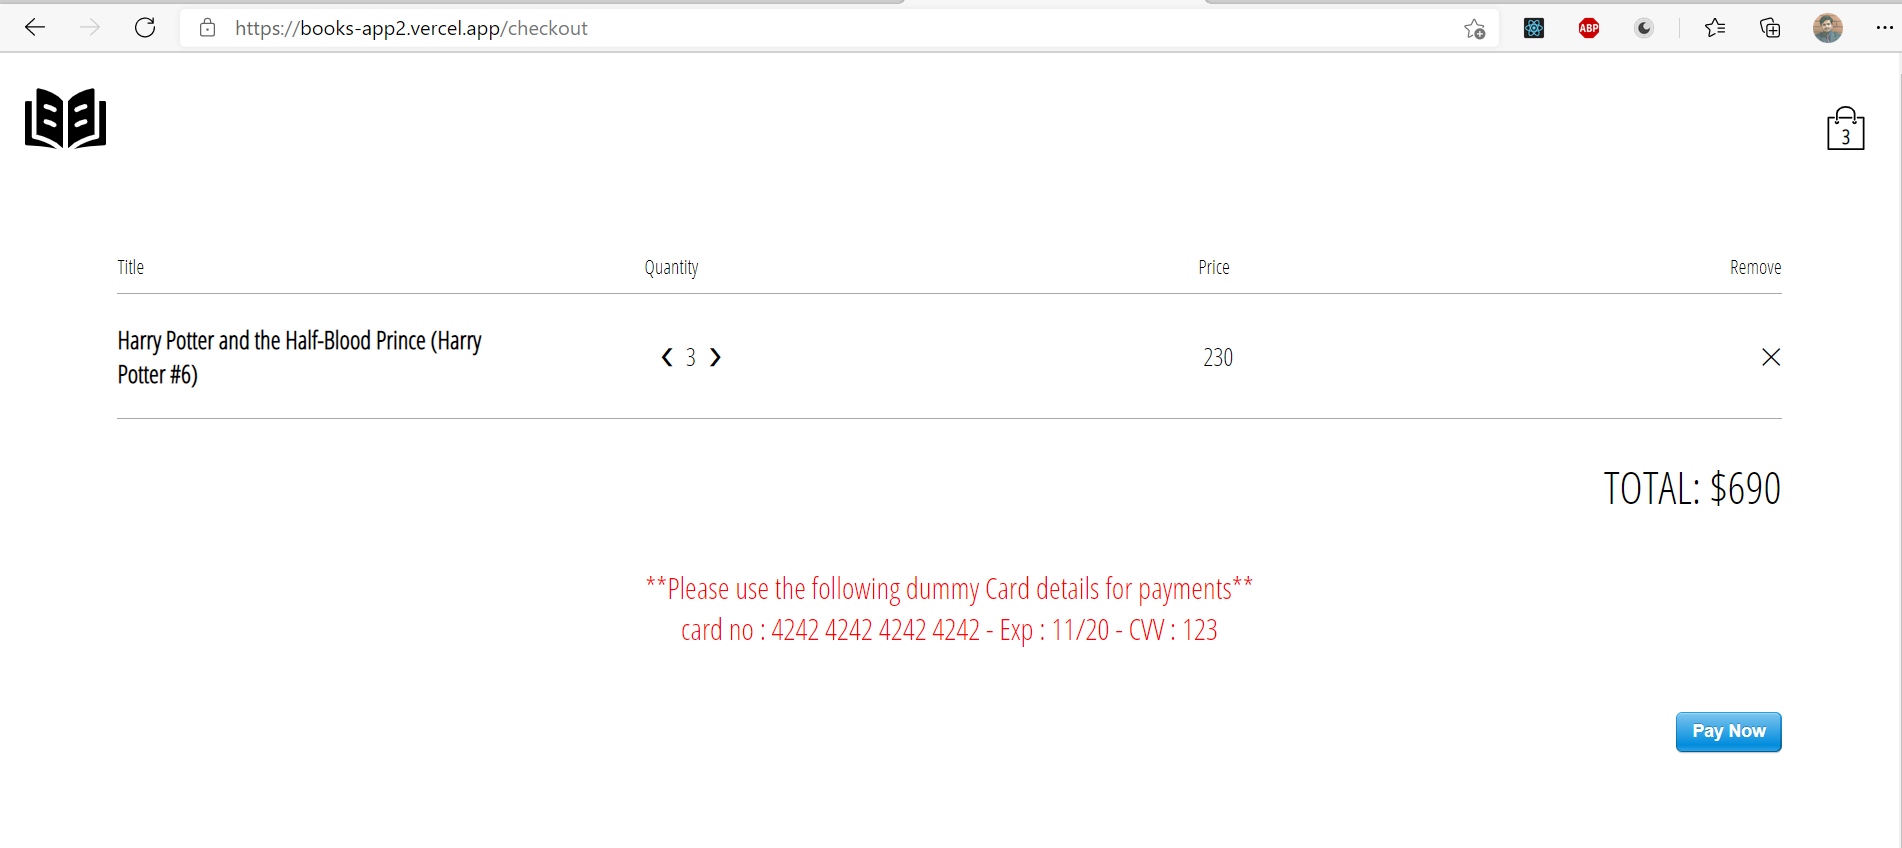 https://books-app2.vercel.app/checkout
ABP
3
Title Quantity Price Remove
Harry Potter and the Half-Blood Prince (Harry
Potter #6)
❮ 3 ❯ 230
TOTAL: $690
**Please use the following dummy Card details for payments**
card no : 4242 4242 4242 4242 - Exp : 11/20 - CVV : 123
Pay Now